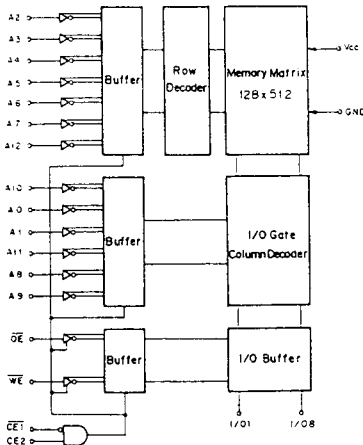 A2
A3
A4
A5
A6
A7
A12
Buffer
Row
Decoder
Memory Matrix
128 x 512
Vcc
GND
A10
A0
A1
A11
A8
A9
Buffer
I/O Gate
Column Decoder
OE
WE
Buffer
I/O Buffer
I/O1
I/O8
CE1
CE2